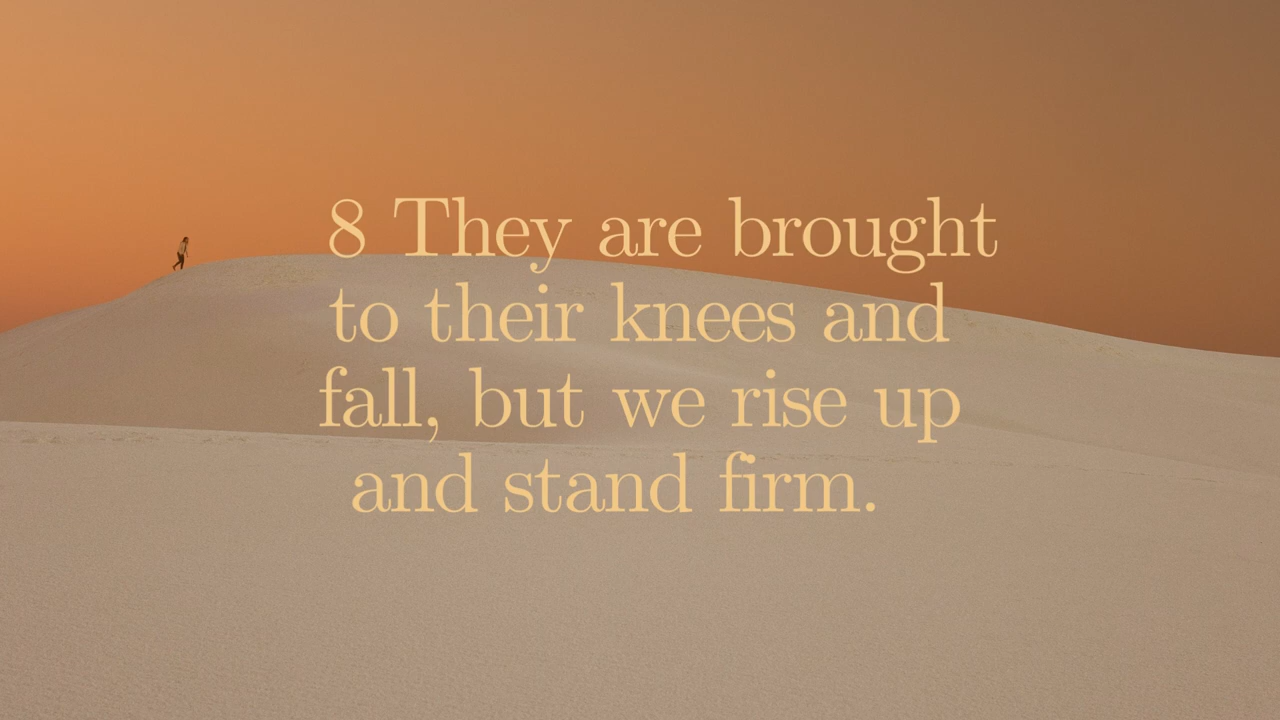 8 They are brought
to their knees and
fall, but we rise up
and stand firm.